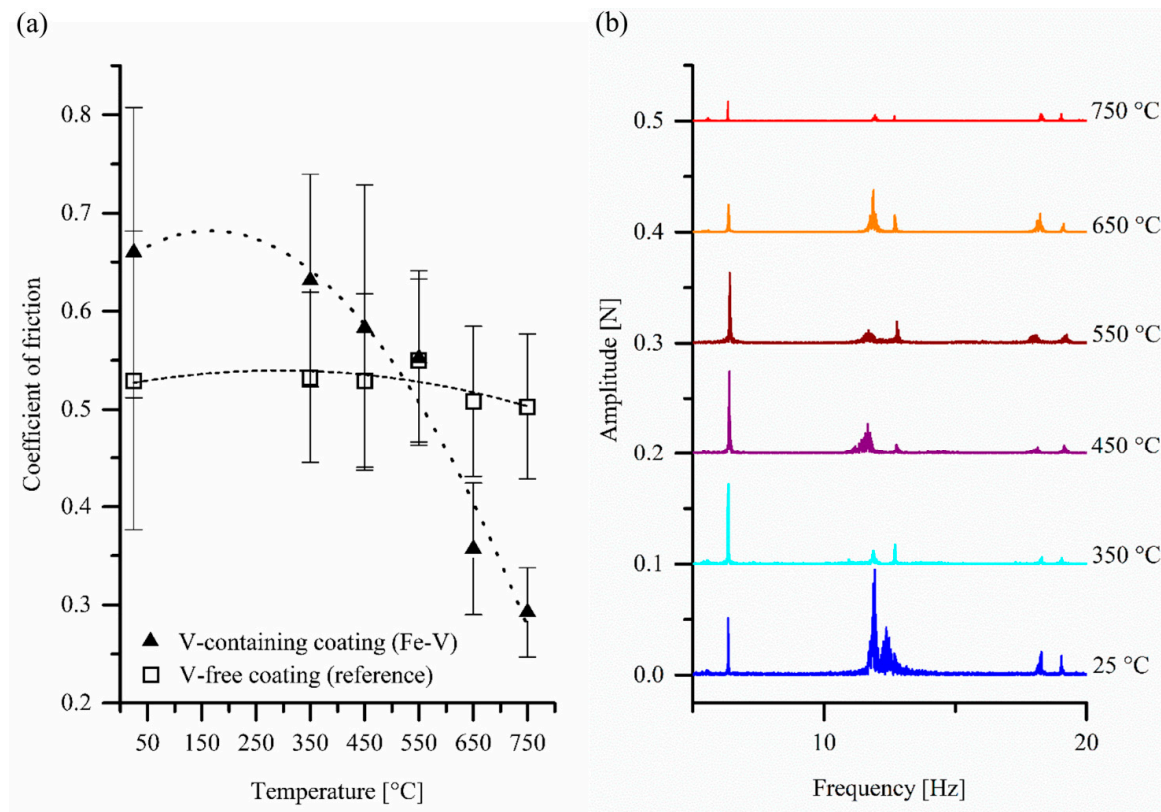 (a)
0.8
0.7
0.6
0.5
0.4
0.3
0.2
Coefficient of friction
V-containing coating (Fe-V)
V-free coating (reference)
50 150 250 350 450 550 650 750
Temperature [°C]
(b)
0.5
0.4
0.3
0.2
0.1
0.0
Amplitude [N]
750 °C
650 °C
550 °C
450 °C
350 °C
25 °C
10 20
Frequency [Hz]